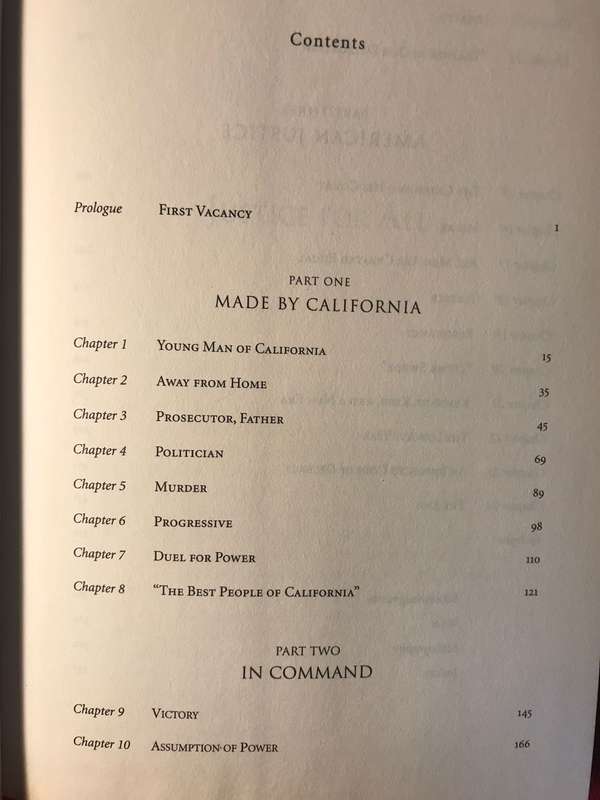 Contents
Prologue FIRST VACANCY 1
PART ONE
MADE BY CALIFORNIA
Chapter 1 YOUNG MAN OF CALIFORNIA 15
Chapter 2 AWAY FROM HOME 35
Chapter 3 PROSECUTOR, FATHER 45
Chapter 4 POLITICIAN 69
Chapter 5 MURDER 89
Chapter 6 PROGRESSIVE 98
Chapter 7 DUEL FOR POWER 110
Chapter 8 “THE BEST PEOPLE OF CALIFORNIA” 121
PART TWO
IN COMMAND
Chapter 9 VICTORY 145
Chapter 10 ASSUMPTION OF POWER 166